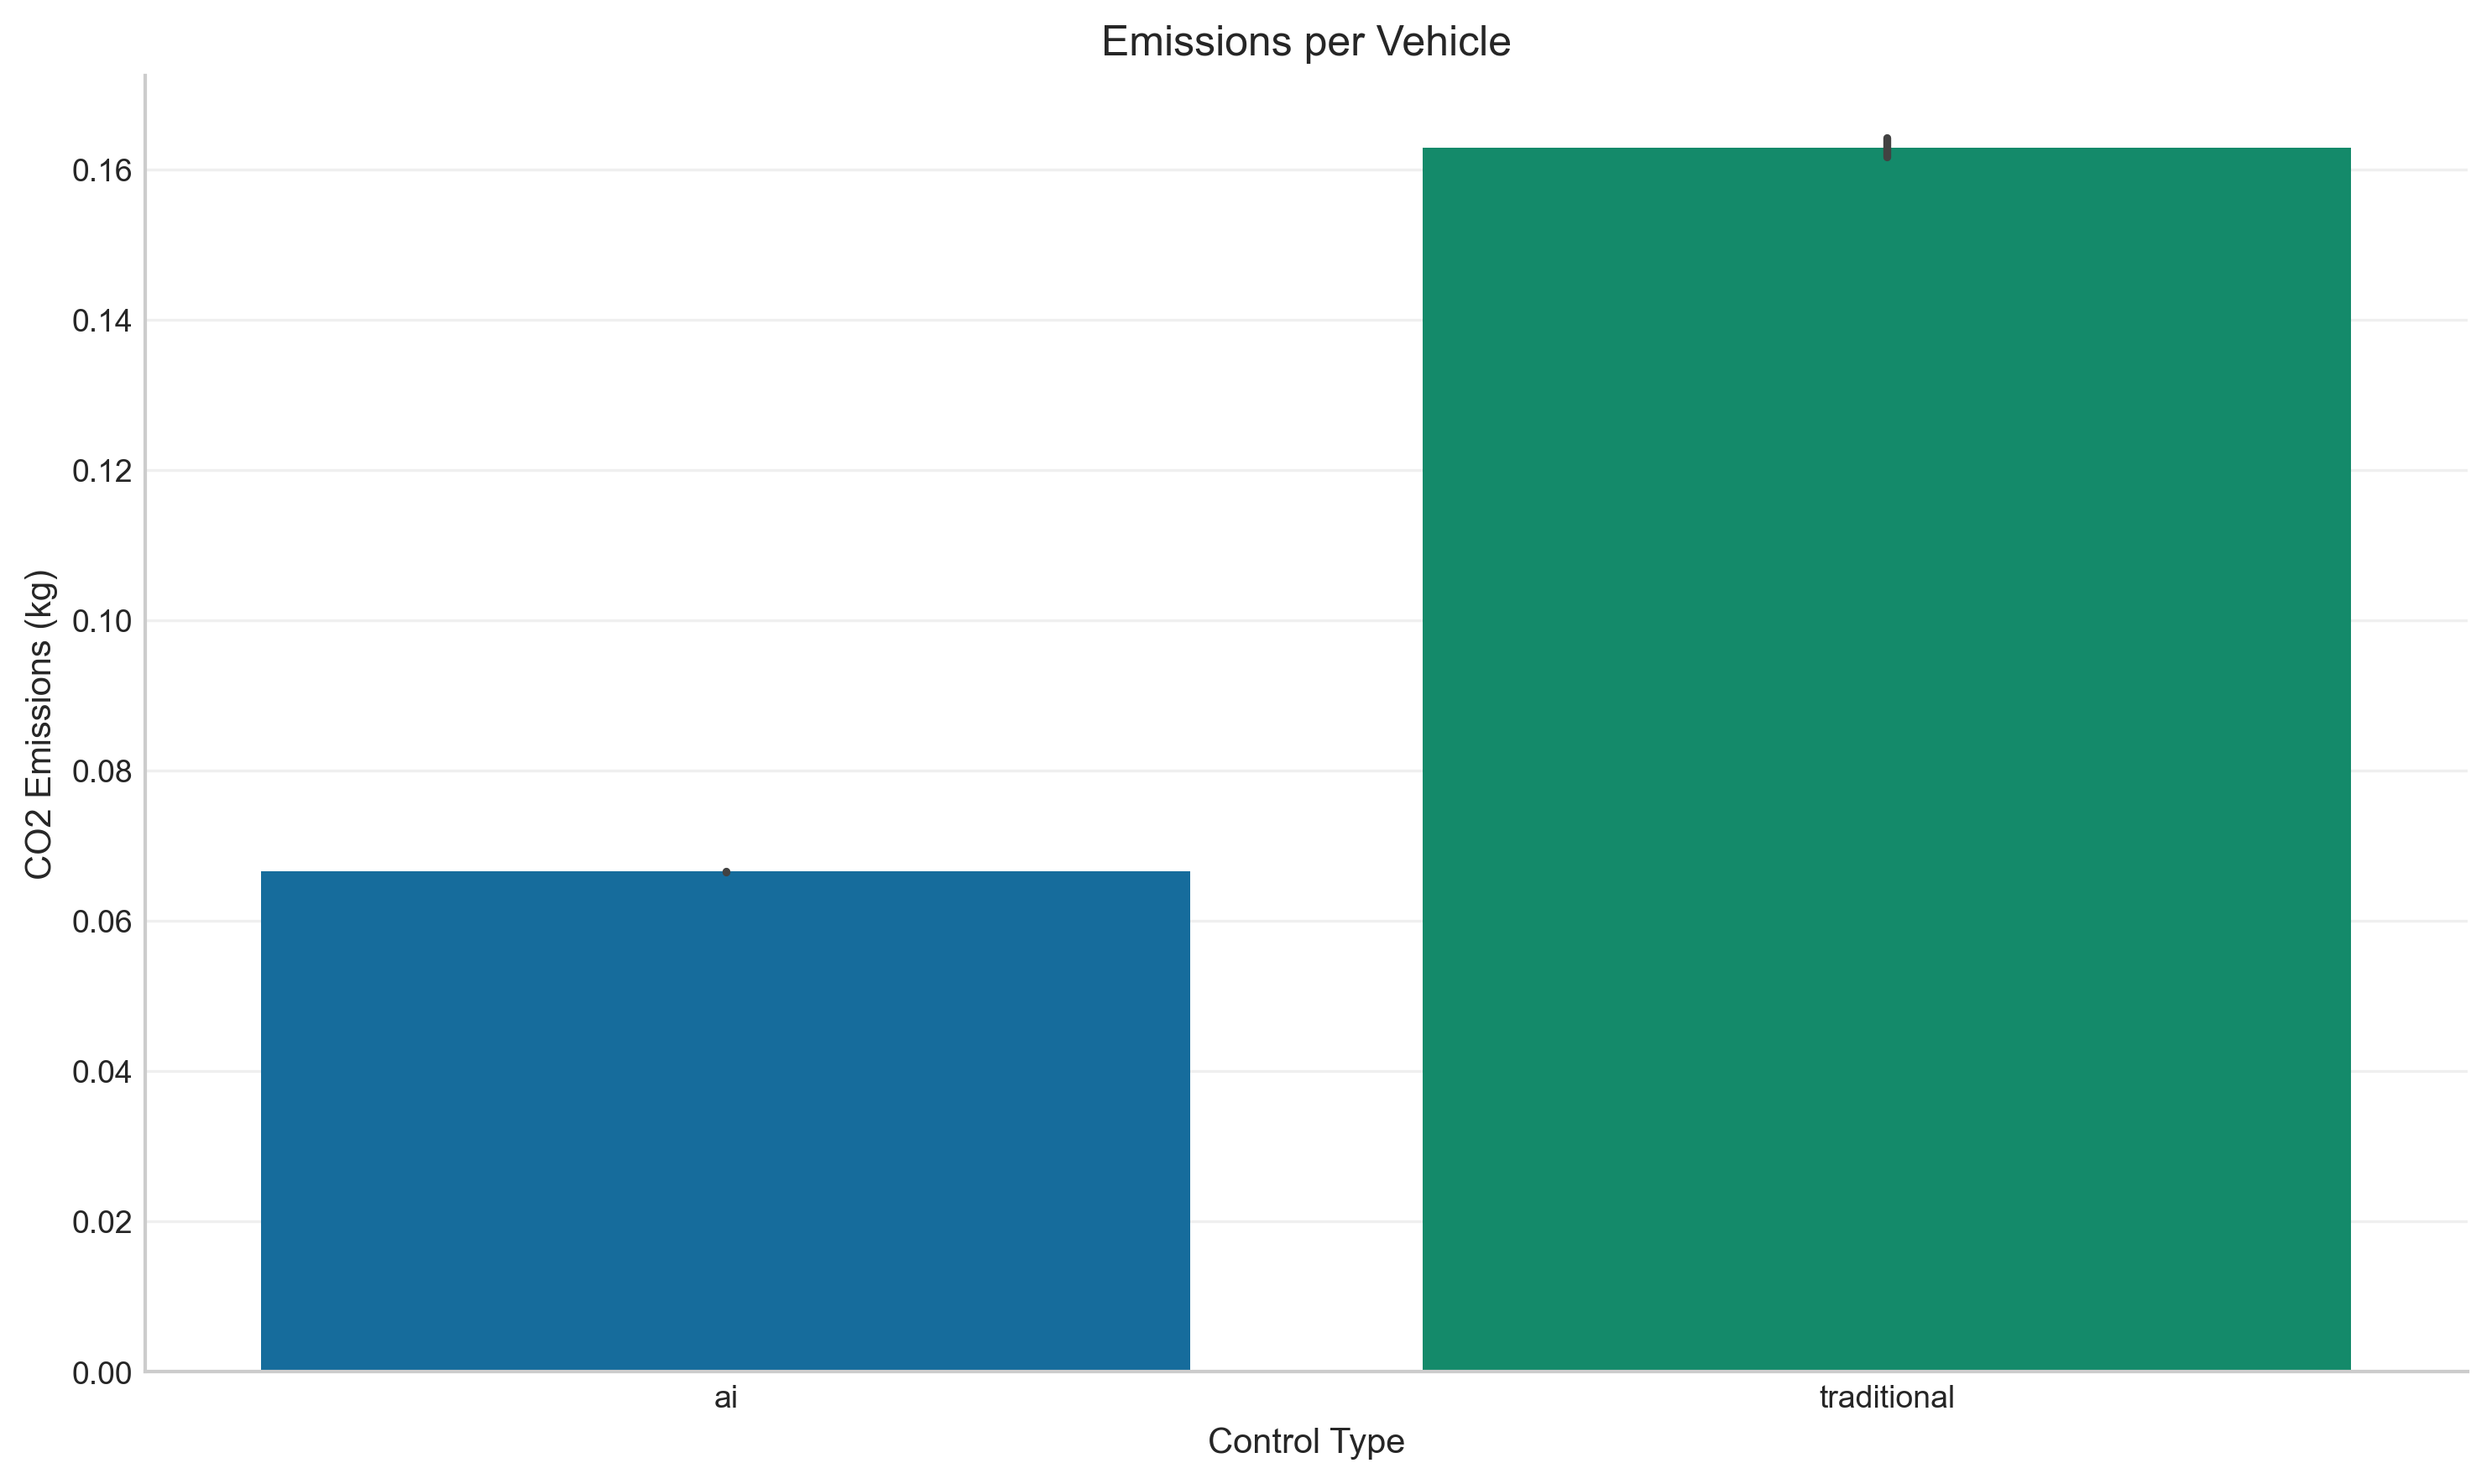 Emissions per Vehicle
CO2 Emissions (kg)
0.16
0.14
0.12
0.10
0.08
0.06
0.04
0.02
0.00
ai
traditional
Control Type